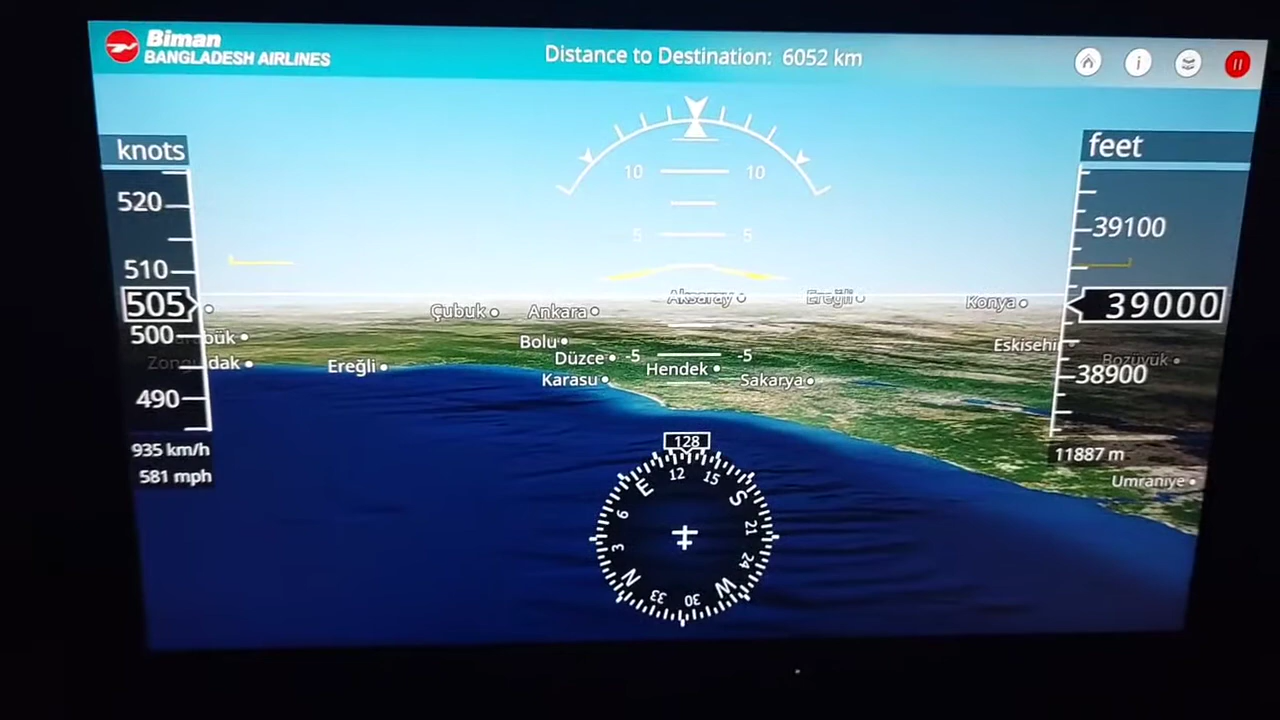 Biman
BANGLADESH AIRLINES
Distance to Destination: 6052 km
i
knots
feet
10 10
520
39100
5 5
510
505
500
490
39000
38900
Aksaray
Ereğli
Konya
Çubuk
Ankara
Bolu
Eskisehi
Düzce
-5 -5
Bozüyük
Zonguldak
Ereğli
Hendek
Karasu
Sakarya
128
935 km/h
581 mph
11887 m
Umraniye
E 12 15 S
6 21
3 24
N 33 30 W